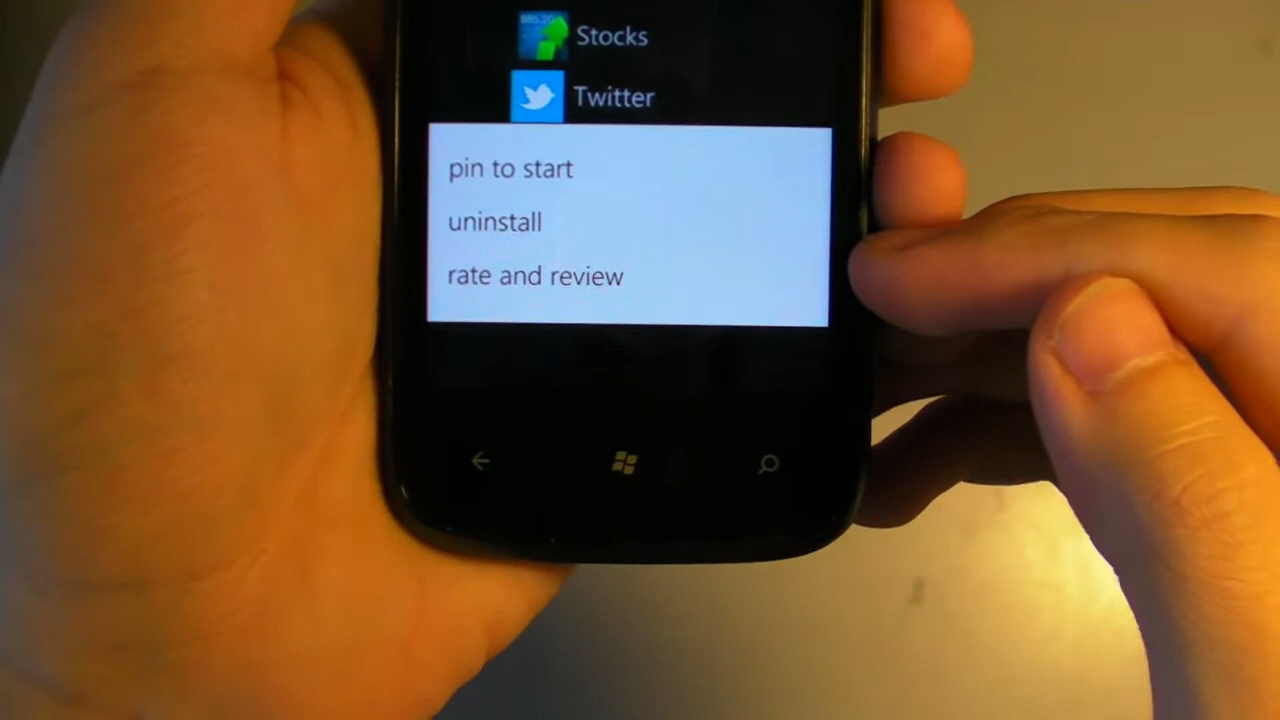 Stocks
Twitter
pin to start
uninstall
rate and review